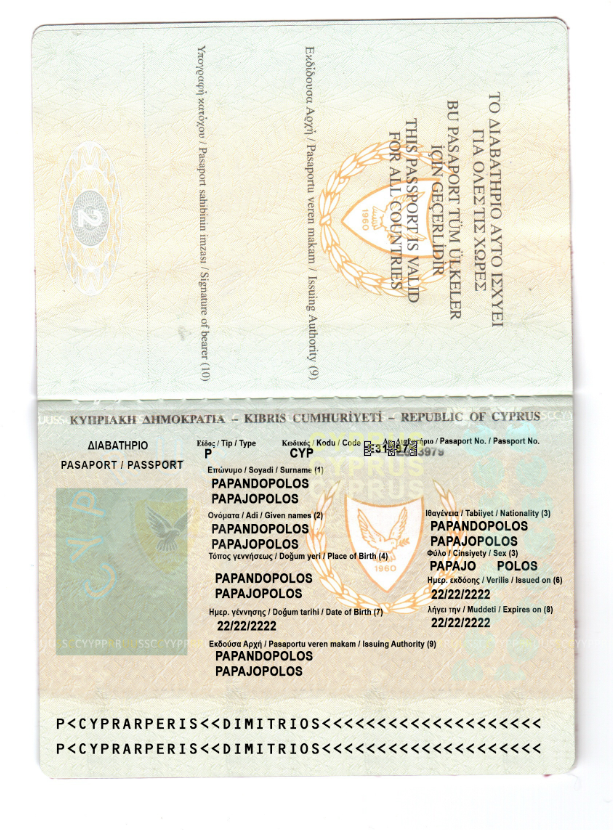 ΤΟ ΔΙΑΒΑΤΗΡΙΟ ΑΥΤΟ ΙΣΧΥΕΙ
ΓΙΑ ΟΛΕΣ ΤΙΣ ΧΩΡΕΣ
BU PASAPORT TÜM ÜLKELER
İÇİN GEÇERLİDİR
THIS PASSPORT IS VALID
FOR ALL COUNTRIES
1960
Εκδίδουσα Αρχή / Pasaportu veren makam / Issuing Authority (9)
Υπογραφή κατόχου / Pasaport sahibinin imzası / Signature of bearer (10)
2
ΚΥΠΡΙΑΚΗ ΔΗΜΟΚΡΑΤΙΑ – KIBRIS CUMHURİYETİ – REPUBLIC OF CYPRUS
ΔΙΑΒΑΤΗΡΙΟ
PASAPORT / PASSPORT
Είδος / Tip / Type
Κωδικός / Kodu / Code
/ Pasaport No. / Passport No.
P
CYP
CYPRUS
CYPRUS
Επώνυμο / Soyadi / Surname (1)
PAPANDOPOLOS
PAPAJOPOLOS
Ονόματα / Adi / Given names (2)
PAPANDOPOLOS
PAPAJOPOLOS
Ιθαγένεια / Tabiiyet / Nationality (3)
PAPANDOPOLOS
PAPAJOPOLOS
Τόπος γεννήσεως / Doğum yeri / Place of Birth (4)
PAPANDOPOLOS
PAPAJOPOLOS
Φύλο / Cinsiyety / Sex (3)
PAPAJO POLOS
Ημερ. εκδόσης / Verilis / Issued on (6)
22/22/2222
Ημερ. γέννησης / Doğum tarihi / Date of Birth (7)
22/22/2222
λήγει την / Muddeti / Expires on (8)
22/22/2222
1960
Εκδούσα Αρχή / Pasaportu veren makam / Issuing Authority (9)
PAPANDOPOLOS
PAPAJOPOLOS
P<CYPRARPERIS<<DIMITRIOS<<<<<<<<<<<<<<<<<<<<
P<CYPRARPERIS<<DIMITRIOS<<<<<<<<<<<<<<<<<<<<